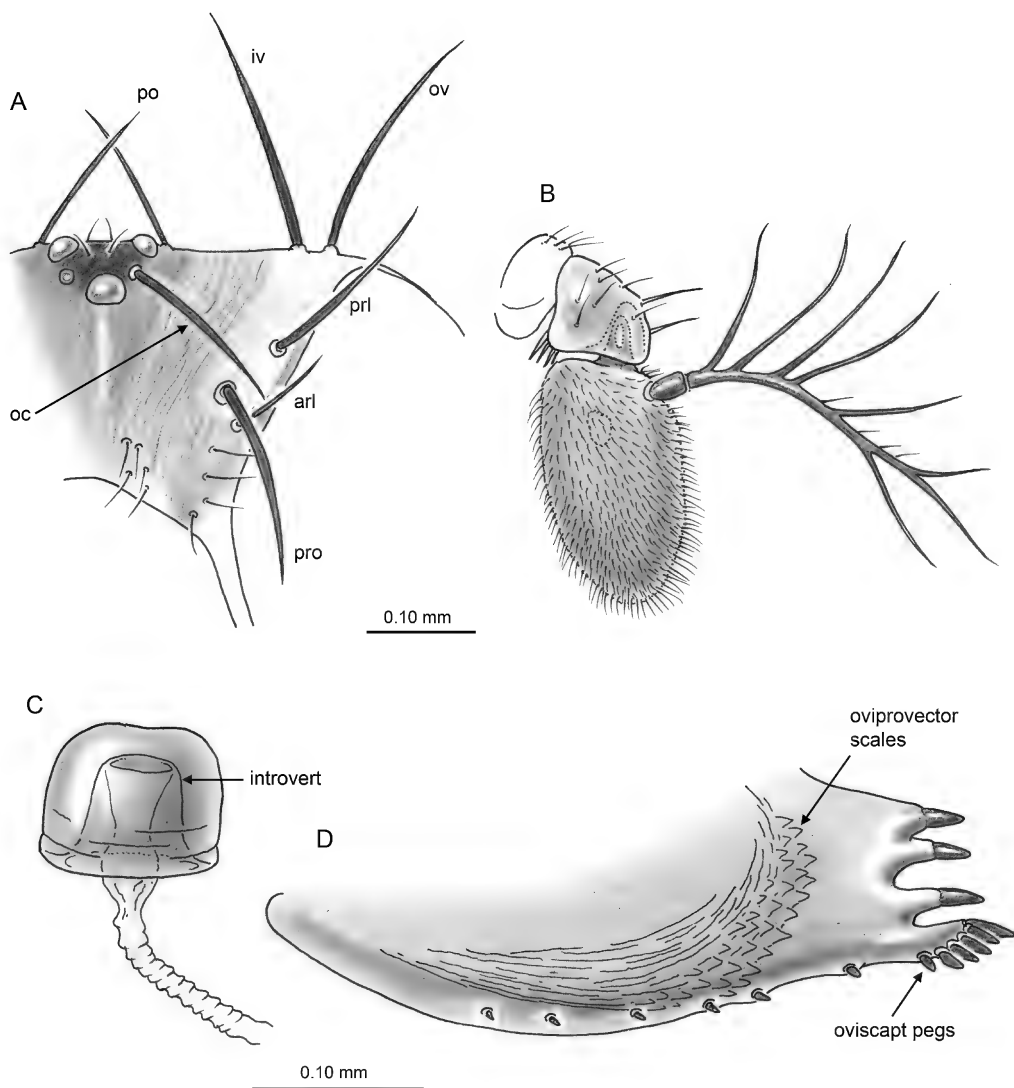 A
po
iv
ov
B
prl
oc
arl
pro
0.10 mm
C
introvert
D
oviprovector
scales
oviscapt pegs
0.10 mm